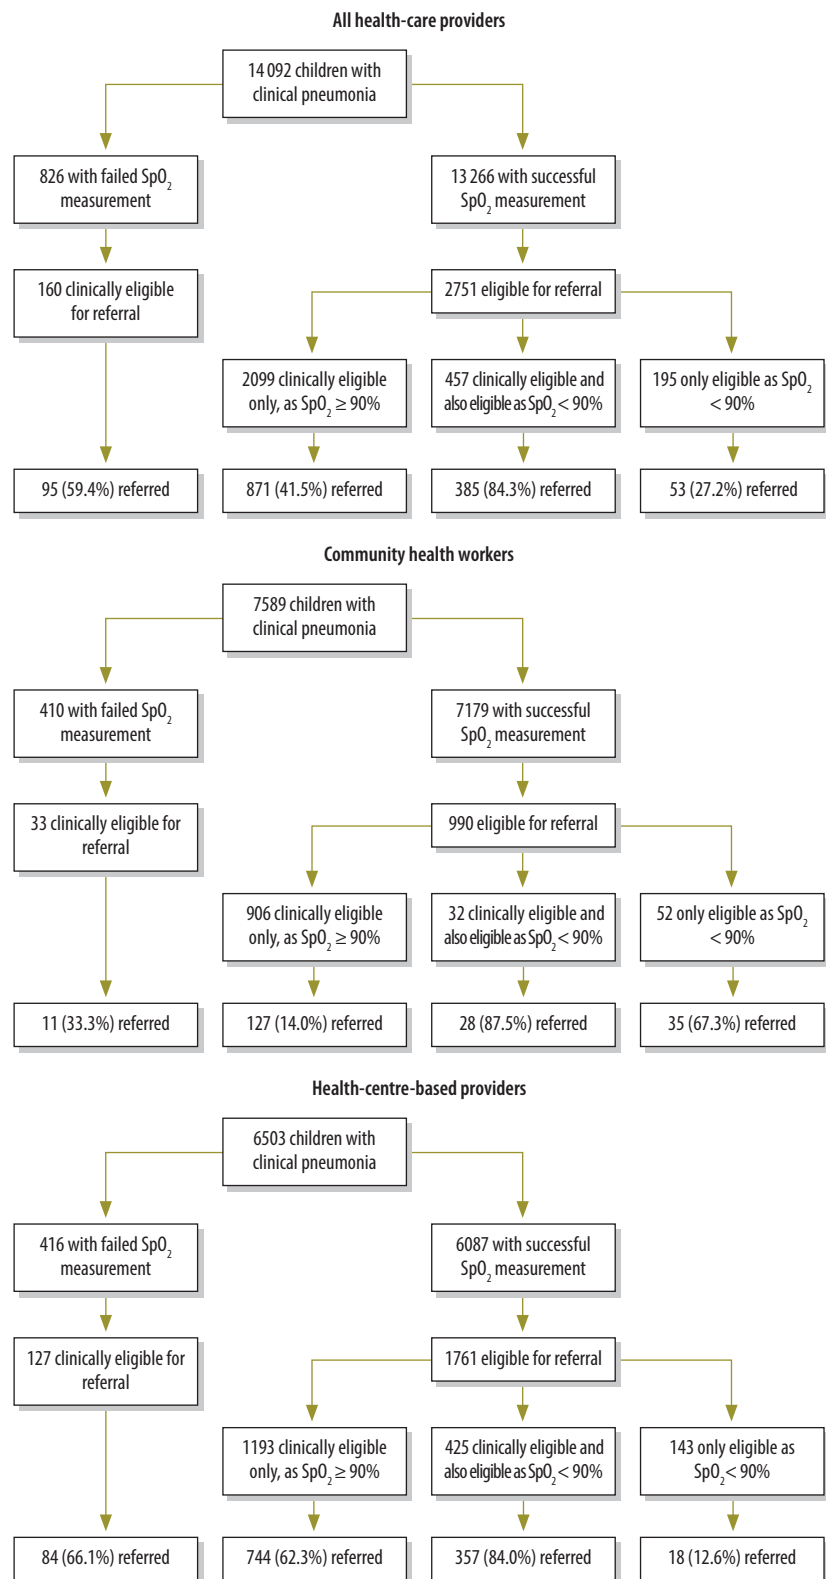 All health-care providers
14 092 children with
clinical pneumonia
826 with failed SpO2
measurement
13 266 with successful
SpO2 measurement
160 clinically eligible
for referral
2751 eligible for referral
2099 clinically eligible
only, as SpO2 ≥ 90%
457 clinically eligible and
also eligible as SpO2 < 90%
195 only eligible as SpO2
< 90%
95 (59.4%) referred
871 (41.5%) referred
385 (84.3%) referred
53 (27.2%) referred
Community health workers
7589 children with
clinical pneumonia
410 with failed SpO2
measurement
7179 with successful
SpO2 measurement
33 clinically eligible for
referral
990 eligible for referral
906 clinically eligible
only, as SpO2 ≥ 90%
32 clinically eligible and
also eligible as SpO2 < 90%
52 only eligible as SpO2
< 90%
11 (33.3%) referred
127 (14.0%) referred
28 (87.5%) referred
35 (67.3%) referred
Health-centre-based providers
6503 children with
clinical pneumonia
416 with failed SpO2
measurement
6087 with successful
SpO2 measurement
127 clinically eligible for
referral
1761 eligible for referral
1193 clinically eligible
only, as SpO2 ≥ 90%
425 clinically eligible and
also eligible as SpO2 < 90%
143 only eligible as
SpO2 < 90%
84 (66.1%) referred
744 (62.3%) referred
357 (84.0%) referred
18 (12.6%) referred